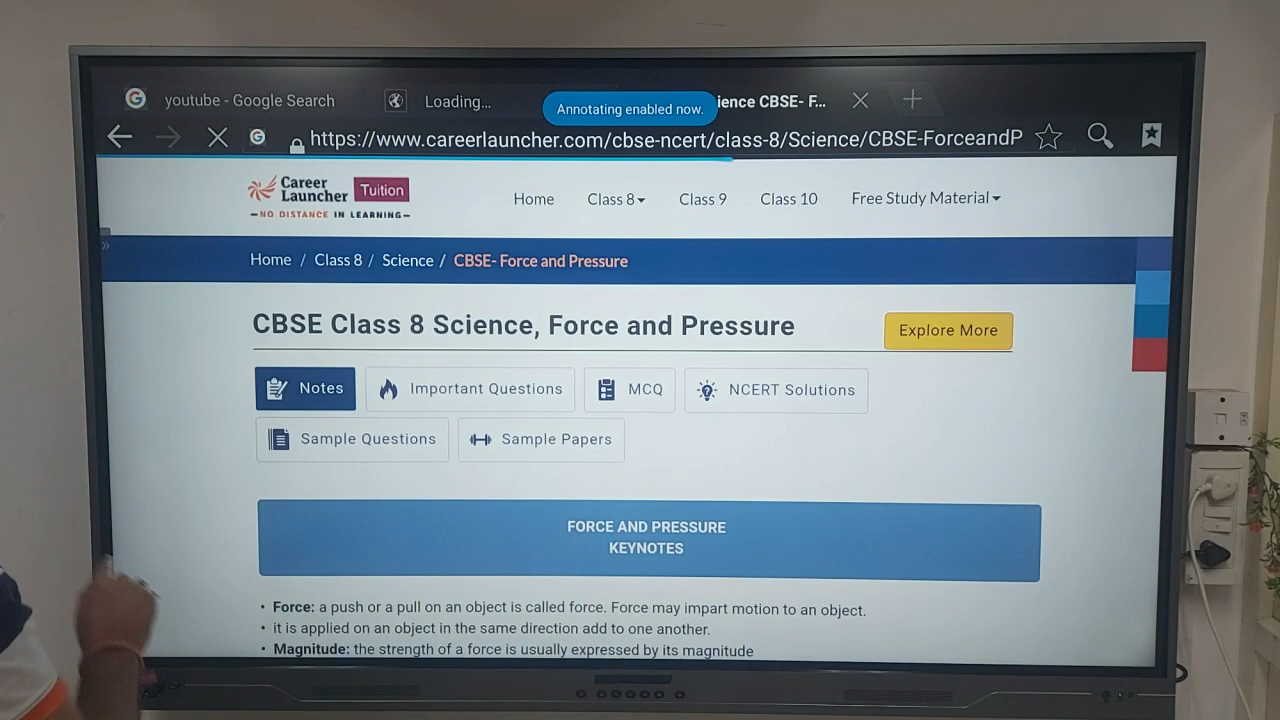 youtube - Google Search
Loading...
Annotating enabled now.
ience CBSE- F...
https://www.careerlauncher.com/cbse-ncert/class-8/Science/CBSE-ForceandP
Career Launcher Tuition
NO DISTANCE IN LEARNING
Home Class 8 Class 9 Class 10 Free Study Material
Home / Class 8 / Science / CBSE- Force and Pressure
CBSE Class 8 Science, Force and Pressure
Explore More
Notes Important Questions MCQ NCERT Solutions
Sample Questions Sample Papers
FORCE AND PRESSURE
KEYNOTES
• Force: a push or a pull on an object is called force. Force may impart motion to an object.
• it is applied on an object in the same direction add to one another.
• Magnitude: the strength of a force is usually expressed by its magnitude